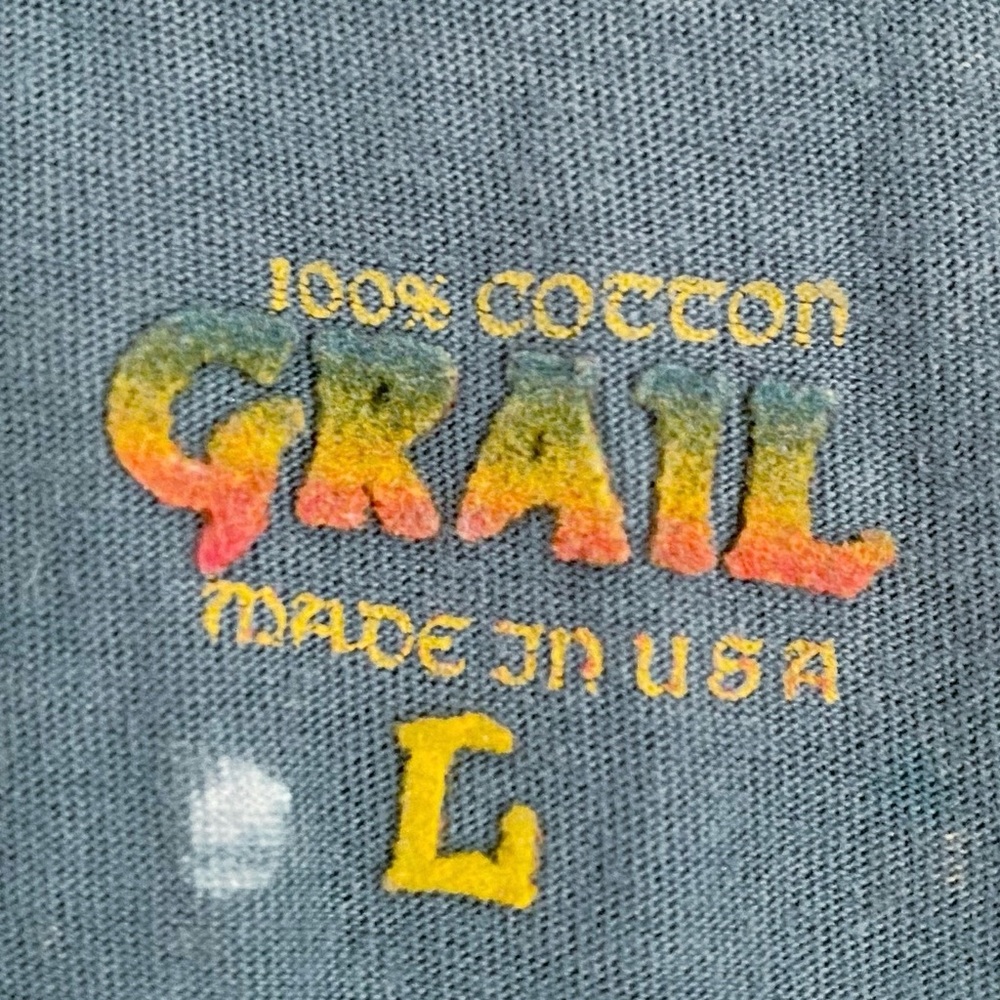 100% COTTON
GRAIL
MADE IN USA
L